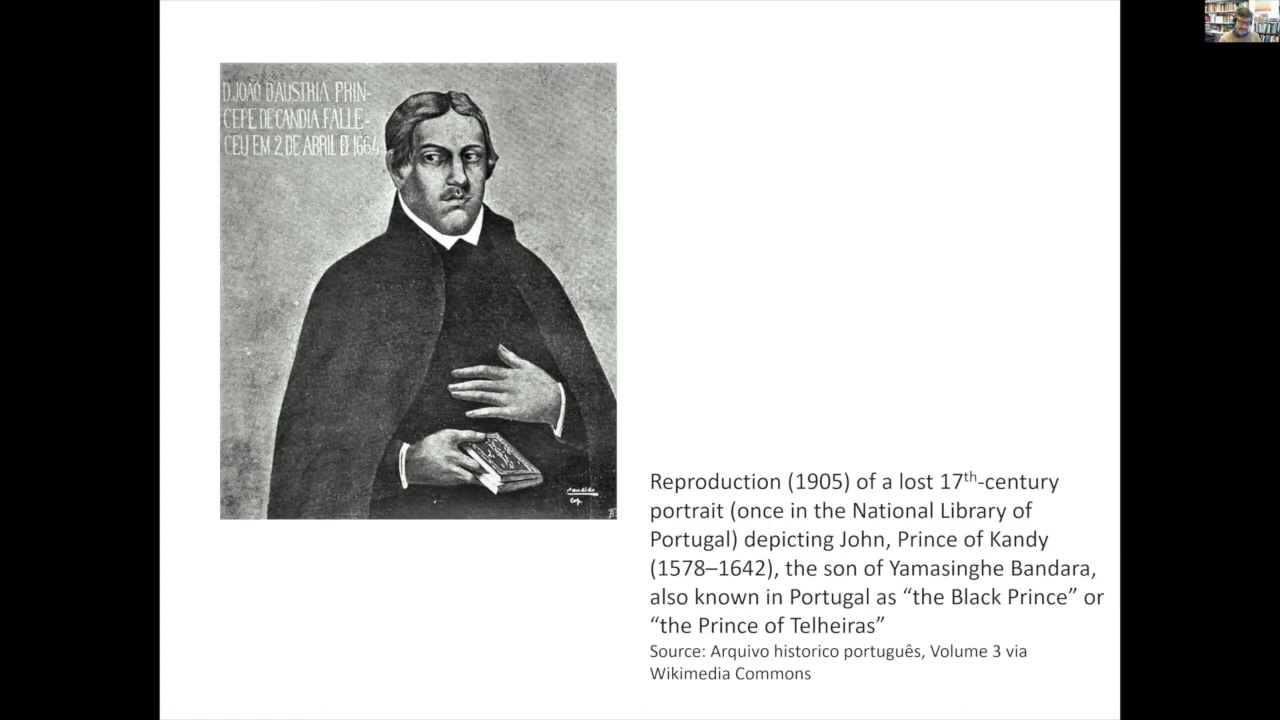 D. JOÃO D'AUSTRIA PRIN-
CEPE DE CANDIA FALLE-
CEU EM 2 DE ABRIL D 1664
Reproduction (1905) of a lost 17th-century
portrait (once in the National Library of
Portugal) depicting John, Prince of Kandy
(1578–1642), the son of Yamasinghe Bandara,
also known in Portugal as “the Black Prince” or
“the Prince of Telheiras”
Source: Arquivo historico português, Volume 3 via
Wikimedia Commons